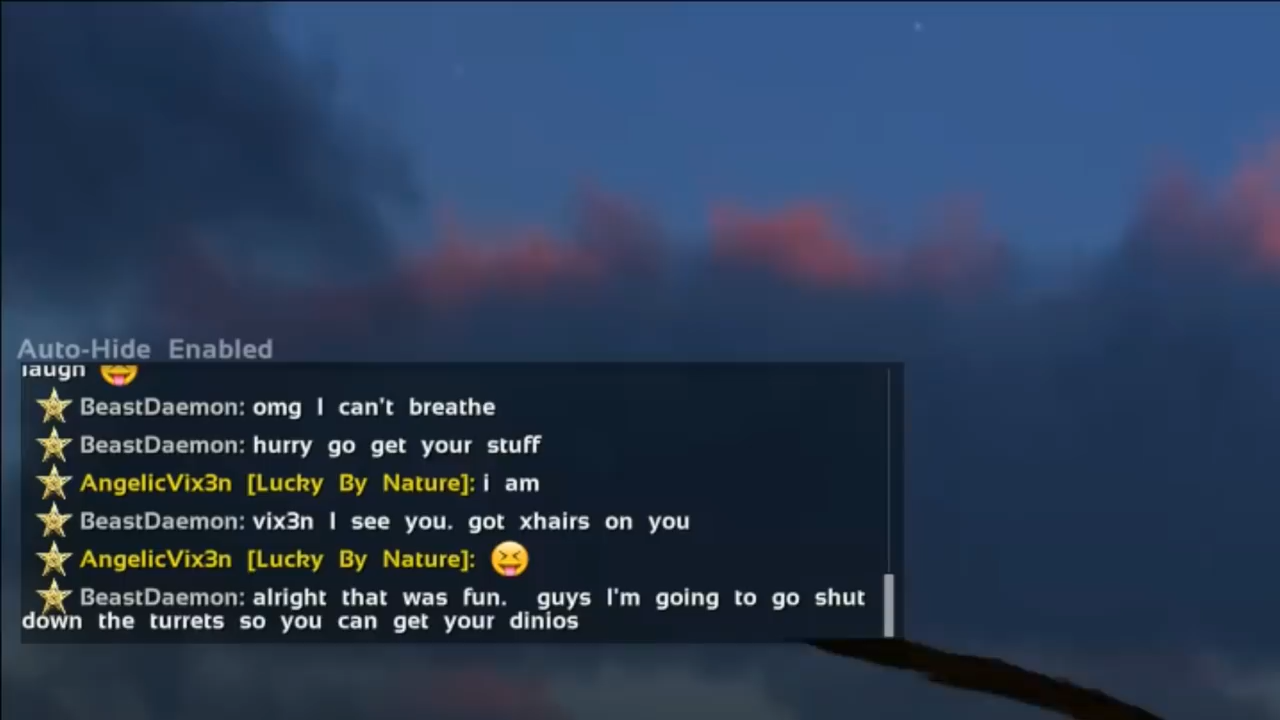 Auto-Hide Enabled
laugh 😝
BeastDaemon: omg I can't breathe
BeastDaemon: hurry go get your stuff
AngelicVix3n [Lucky By Nature]: i am
BeastDaemon: vix3n I see you. got xhairs on you
AngelicVix3n [Lucky By Nature]: 😝
BeastDaemon: alright that was fun.  guys I'm going to go shut
down the turrets so you can get your dinios